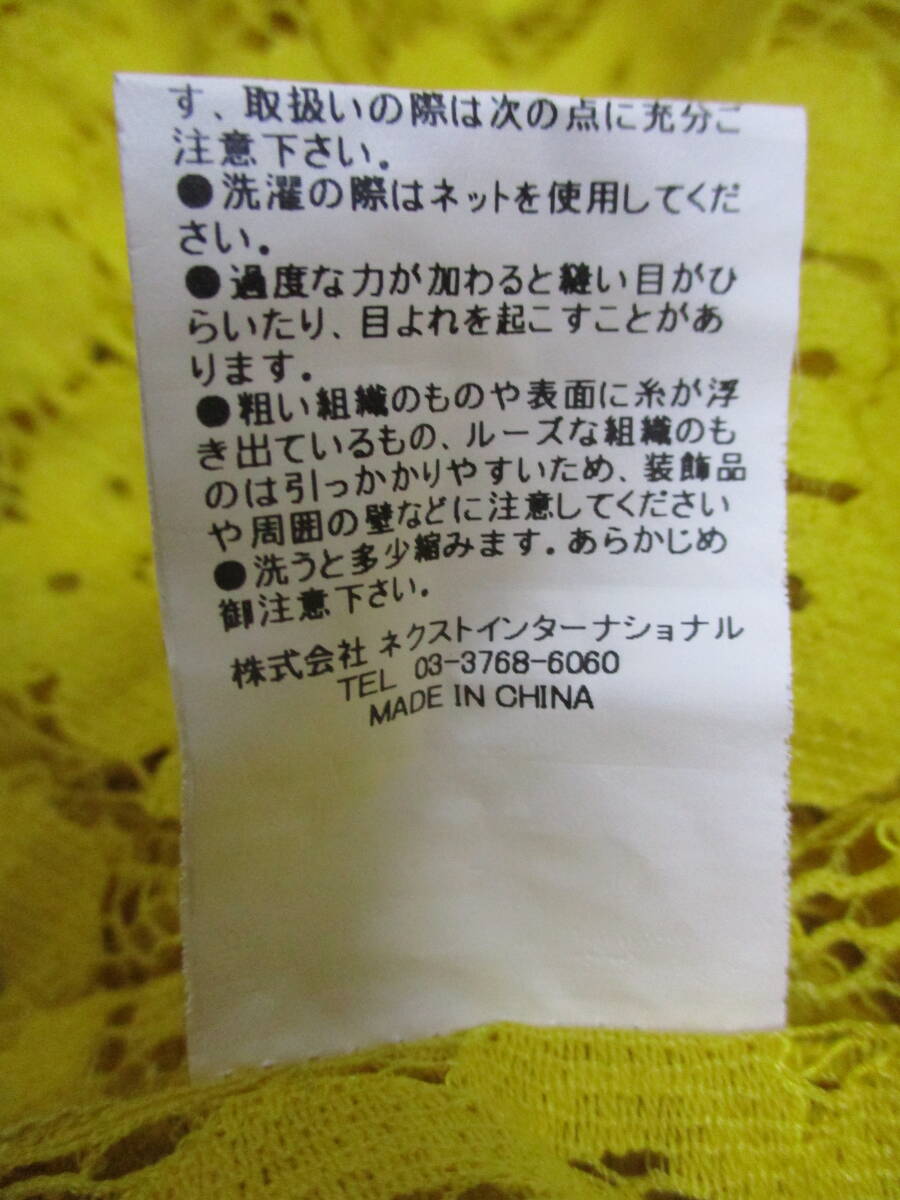 す、取扱いの際は次の点に充分ご
注意下さい。
●洗濯の際はネットを使用してくだ
さい。
●過度な力が加わると縫い目がひ
らいたり、目よれを起こすことがあ
ります。
●粗い組織のものや表面に糸が浮
き出ているもの、ルーズな組織のも
のは引っかかりやすいため、装飾品
や周囲の壁などに注意してください
●洗うと多少縮みます。あらかじめ
御注意下さい。
株式会社 ネクストインターナショナル
TEL 03-3768-6060
MADE IN CHINA